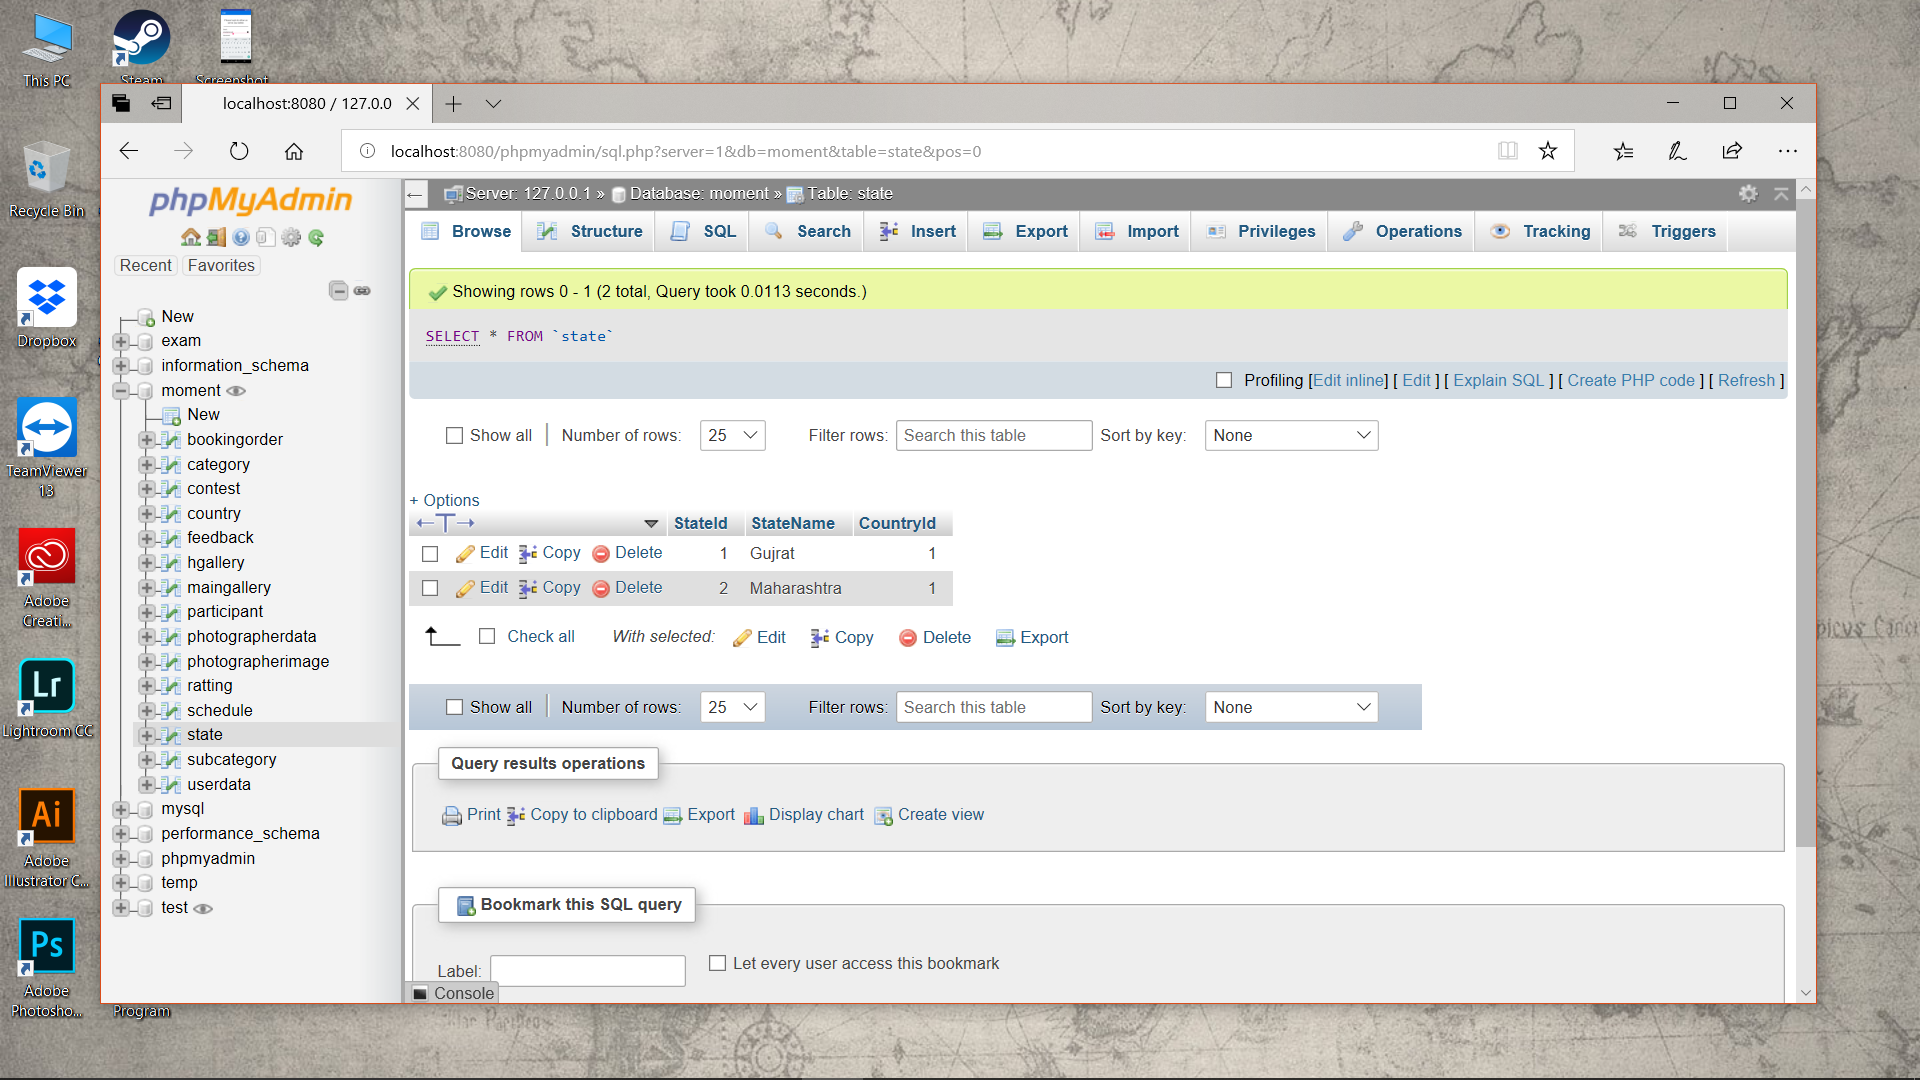 This PC
Steam
Screenshot
Recycle Bin
Dropbox
TeamViewer
13
Adobe
Creati...
Lr
Lightroom CC
Ai
Adobe
Illustrator C...
Ps
Adobe
Photosho...
Program
localhost:8080 / 127.0.0
localhost:8080/phpmyadmin/sql.php?server=1&db=moment&table=state&pos=0
phpMyAdmin
Recent Favorites
New
exam
information_schema
moment
New
bookingorder
category
contest
country
feedback
hgallery
maingallery
participant
photographerdata
photographerimage
ratting
schedule
state
subcategory
userdata
mysql
performance_schema
phpmyadmin
temp
test
Server: 127.0.0.1 » Database: moment » Table: state
Browse Structure SQL Search Insert Export Import Privileges Operations Tracking Triggers
Showing rows 0 - 1 (2 total, Query took 0.0113 seconds.)
SELECT * FROM `state`
Profiling [Edit inline] [ Edit ] [ Explain SQL ] [ Create PHP code ] [ Refresh ]
Show all Number of rows: 25 Filter rows: Search this table Sort by key: None
+ Options
StateId StateName CountryId
Edit Copy Delete 1 Gujrat 1
Edit Copy Delete 2 Maharashtra 1
Check all With selected: Edit Copy Delete Export
Show all Number of rows: 25 Filter rows: Search this table Sort by key: None
Query results operations
Print Copy to clipboard Export Display chart Create view
Bookmark this SQL query
Label: Let every user access this bookmark
Console